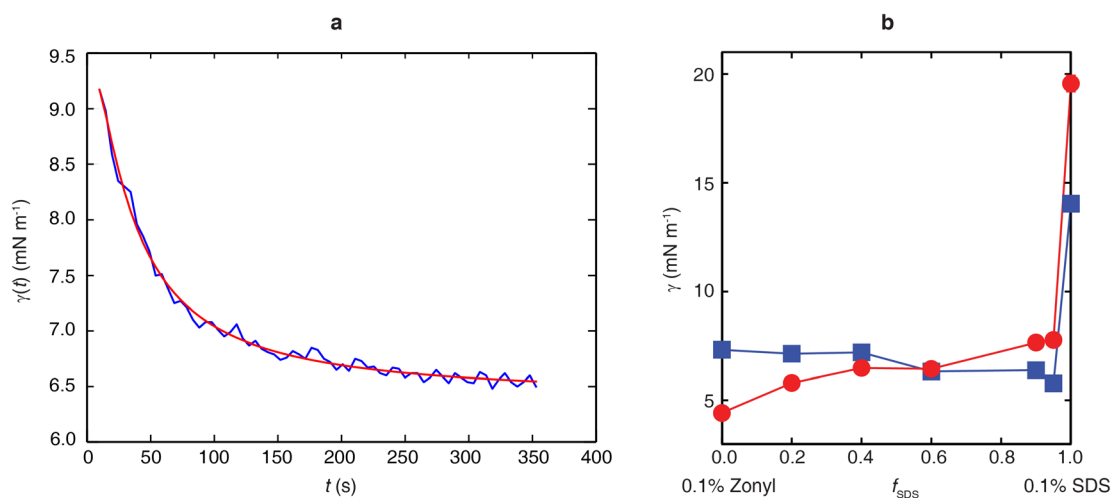 a
9.5
9.0
8.5
8.0
7.5
7.0
6.5
6.0
γ(t) (mN m⁻¹)
0 50 100 150 200 250 300 350 400
t (s)
b
20
15
10
5
γ (mN m⁻¹)
0.0 0.2 0.4 0.6 0.8 1.0
0.1% Zonyl f_SDS 0.1% SDS